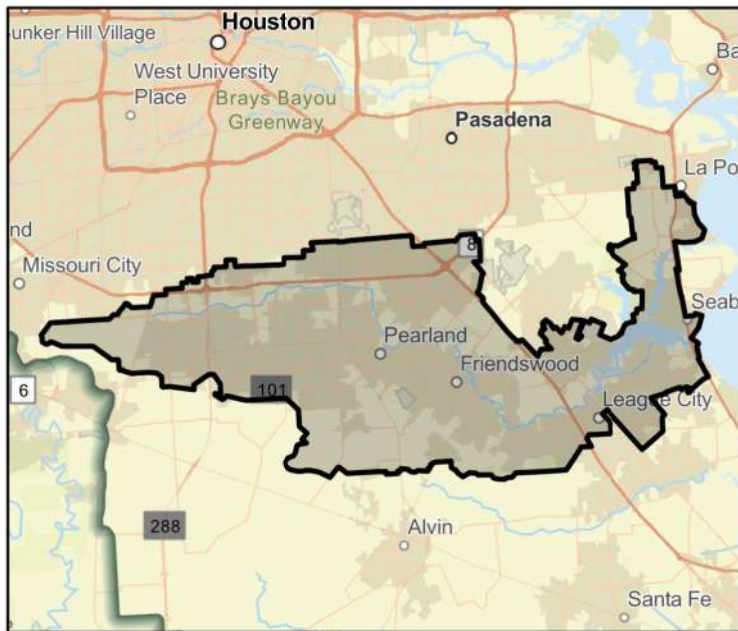 Houston
unker Hill Village
West University
Place
Brays Bayou
Greenway
Pasadena
Ba
La Po
nd
8
Missouri City
Seab
Pearland
Friendswood
6
101
League City
288
Alvin
Santa Fe